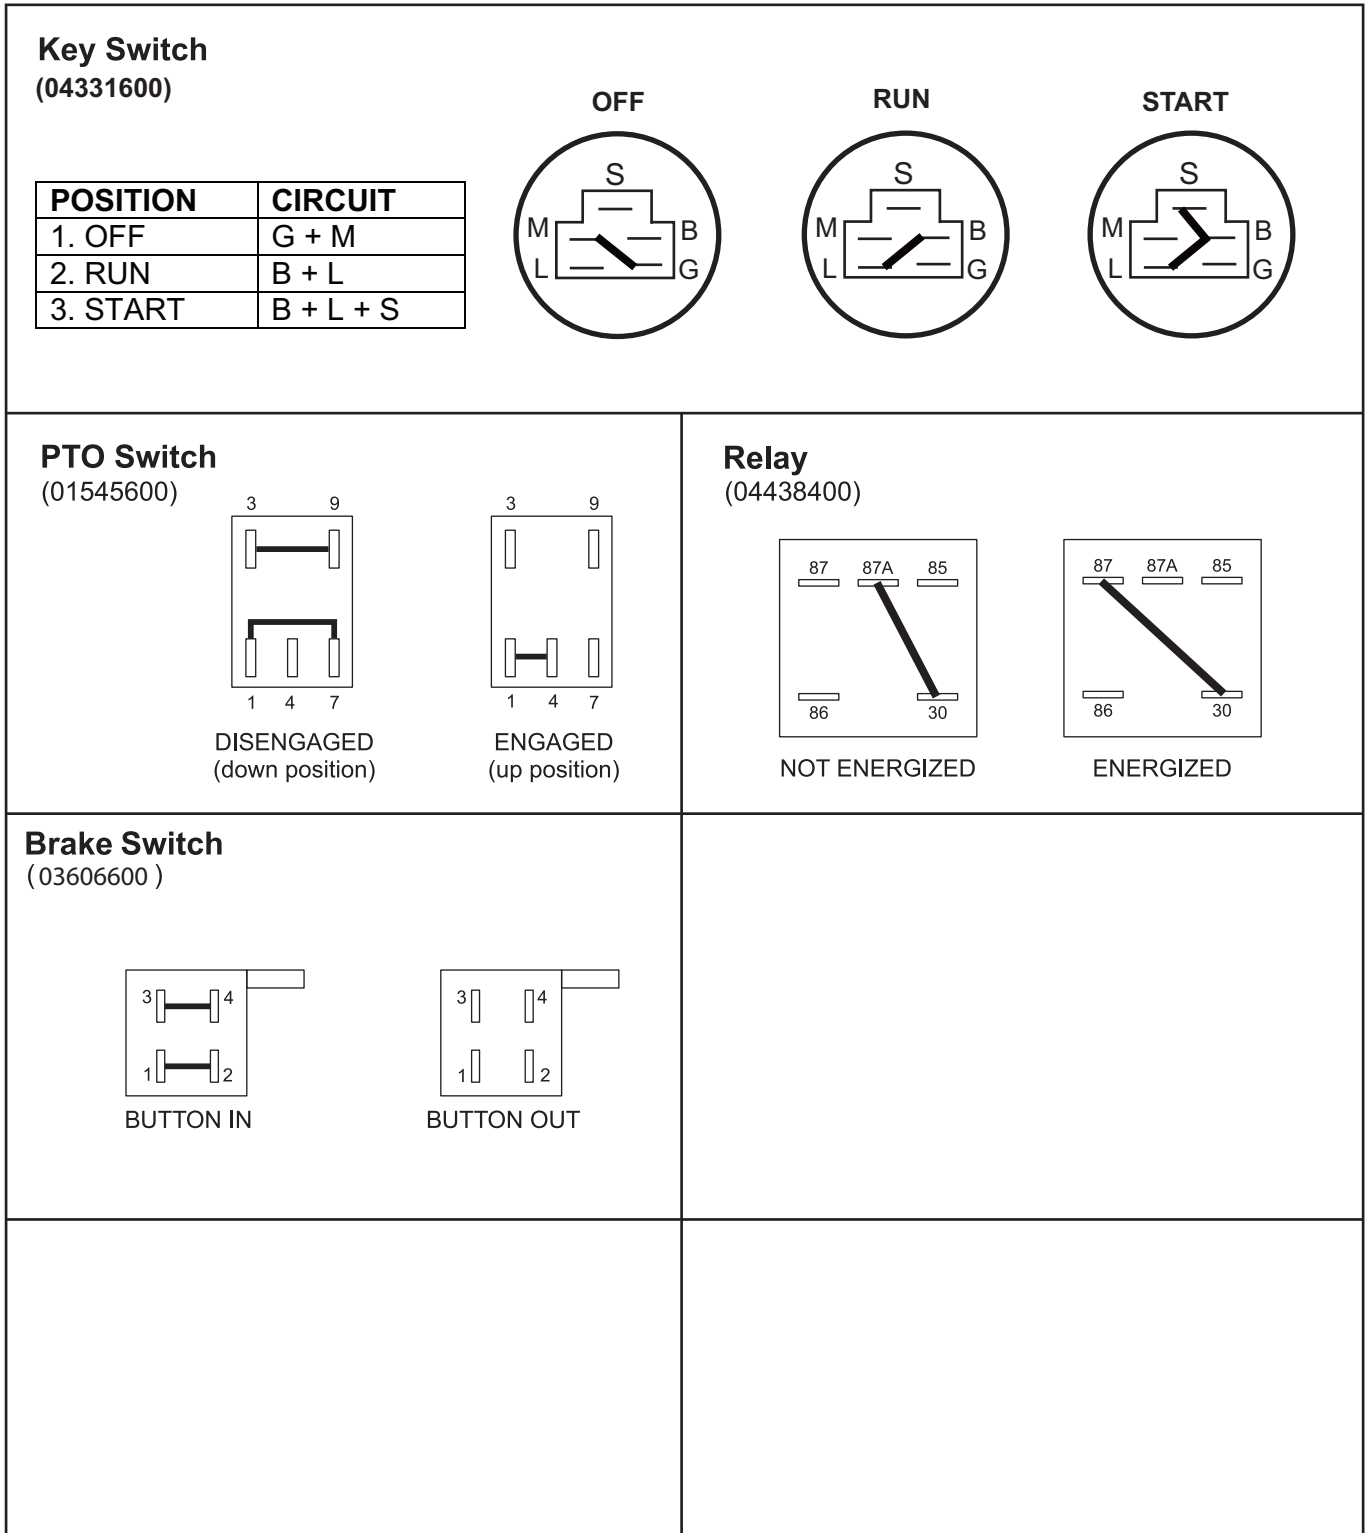 Key Switch
(04331600)
POSITION CIRCUIT
1. OFF G + M
2. RUN B + L
3. START B + L + S
OFF RUN START
S S S
M B M B M B
L G L G L G
PTO Switch
(01545600)
3 9 3 9
1 4 7 1 4 7
DISENGAGED
(down position)
ENGAGED
(up position)
Relay
(04438400)
87 87A 85 87 87A 85
86 30 86 30
NOT ENERGIZED ENERGIZED
Brake Switch
(03606600 )
3 4 3 4
1 2 1 2
BUTTON IN BUTTON OUT